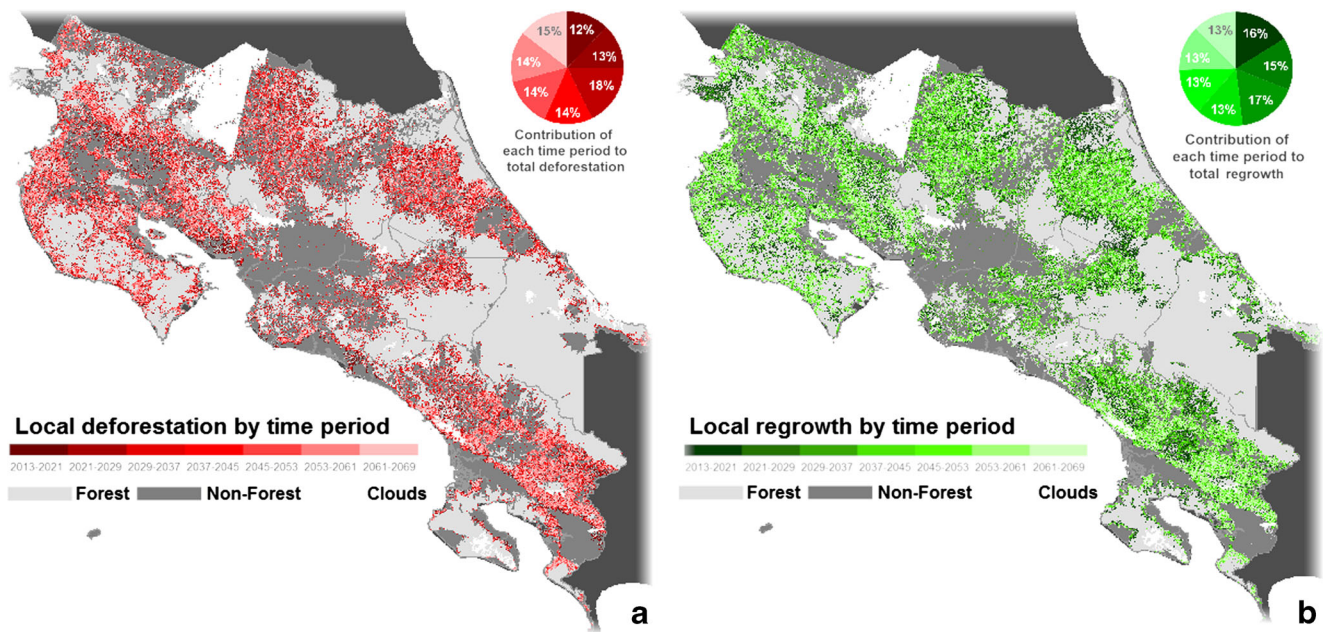 15%
12%
13%
18%
14%
14%
14%
Contribution of
each time period to
total deforestation
Local deforestation by time period
2013-2021 2021-2029 2029-2037 2037-2045 2045-2053 2053-2061 2061-2069
Forest Non-Forest Clouds
a
13%
16%
15%
17%
13%
13%
13%
Contribution of
each time period to
total regrowth
Local regrowth by time period
2013-2021 2021-2029 2029-2037 2037-2045 2045-2053 2053-2061 2061-2069
Forest Non-Forest Clouds
b